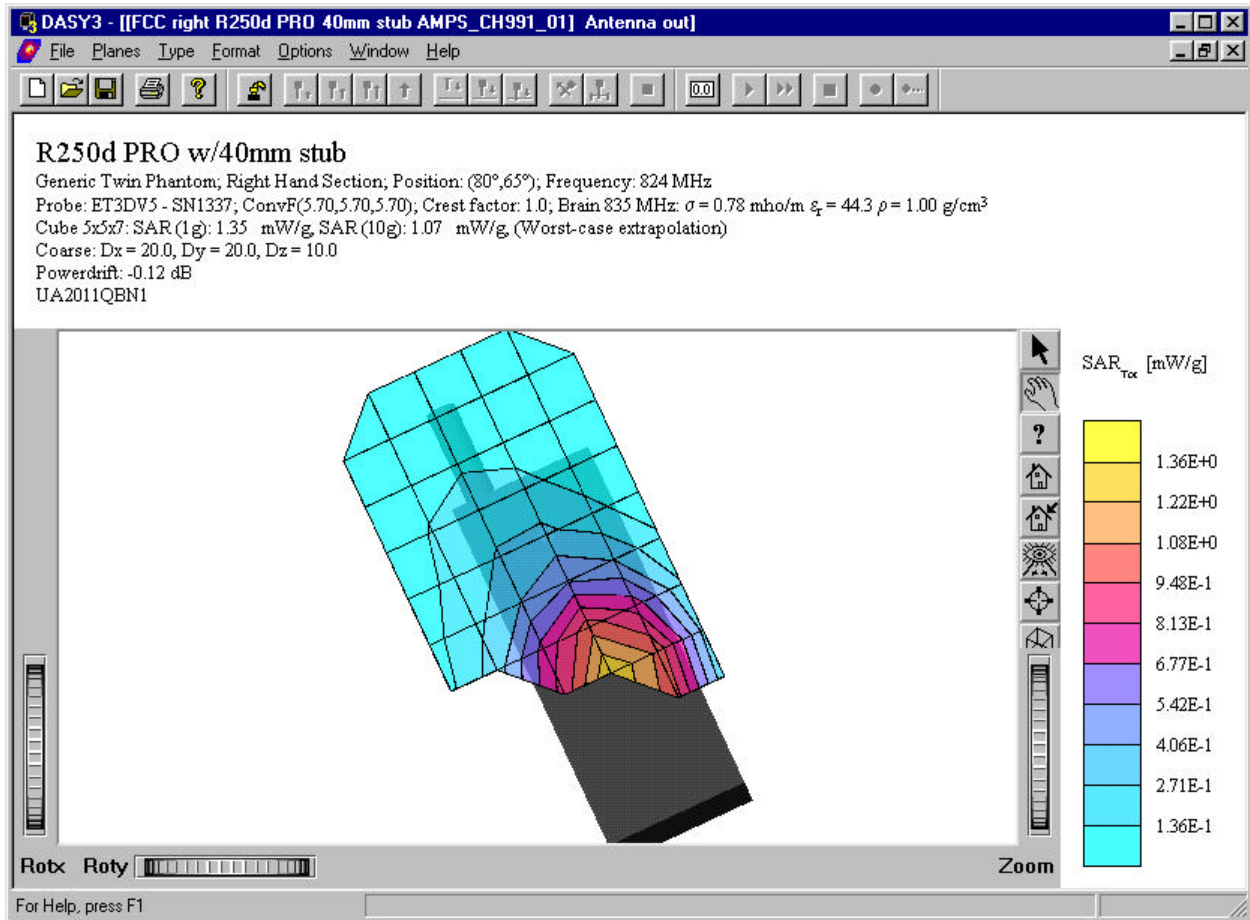 DASY3 - [[FCC right R250d PRO 40mm stub AMPS_CH991_01] Antenna out]
File Planes Type Format Options Window Help
0.0
R250d PRO w/40mm stub
Generic Twin Phantom; Right Hand Section; Position: (80°,65°); Frequency: 824 MHz
Probe: ET3DV5 - SN1337; ConvF(5.70,5.70,5.70); Crest factor: 1.0; Brain 835 MHz: σ = 0.78 mho/m εr = 44.3 ρ = 1.00 g/cm³
Cube 5x5x7: SAR (1g): 1.35 mW/g, SAR (10g): 1.07 mW/g, (Worst-case extrapolation)
Coarse: Dx = 20.0, Dy = 20.0, Dz = 10.0
Powerdrift: -0.12 dB
UA2011QBN1
SARTot [mW/g]
1.36E+0
1.22E+0
1.08E+0
9.48E-1
8.13E-1
6.77E-1
5.42E-1
4.06E-1
2.71E-1
1.36E-1
Rotx Roty Zoom
For Help, press F1